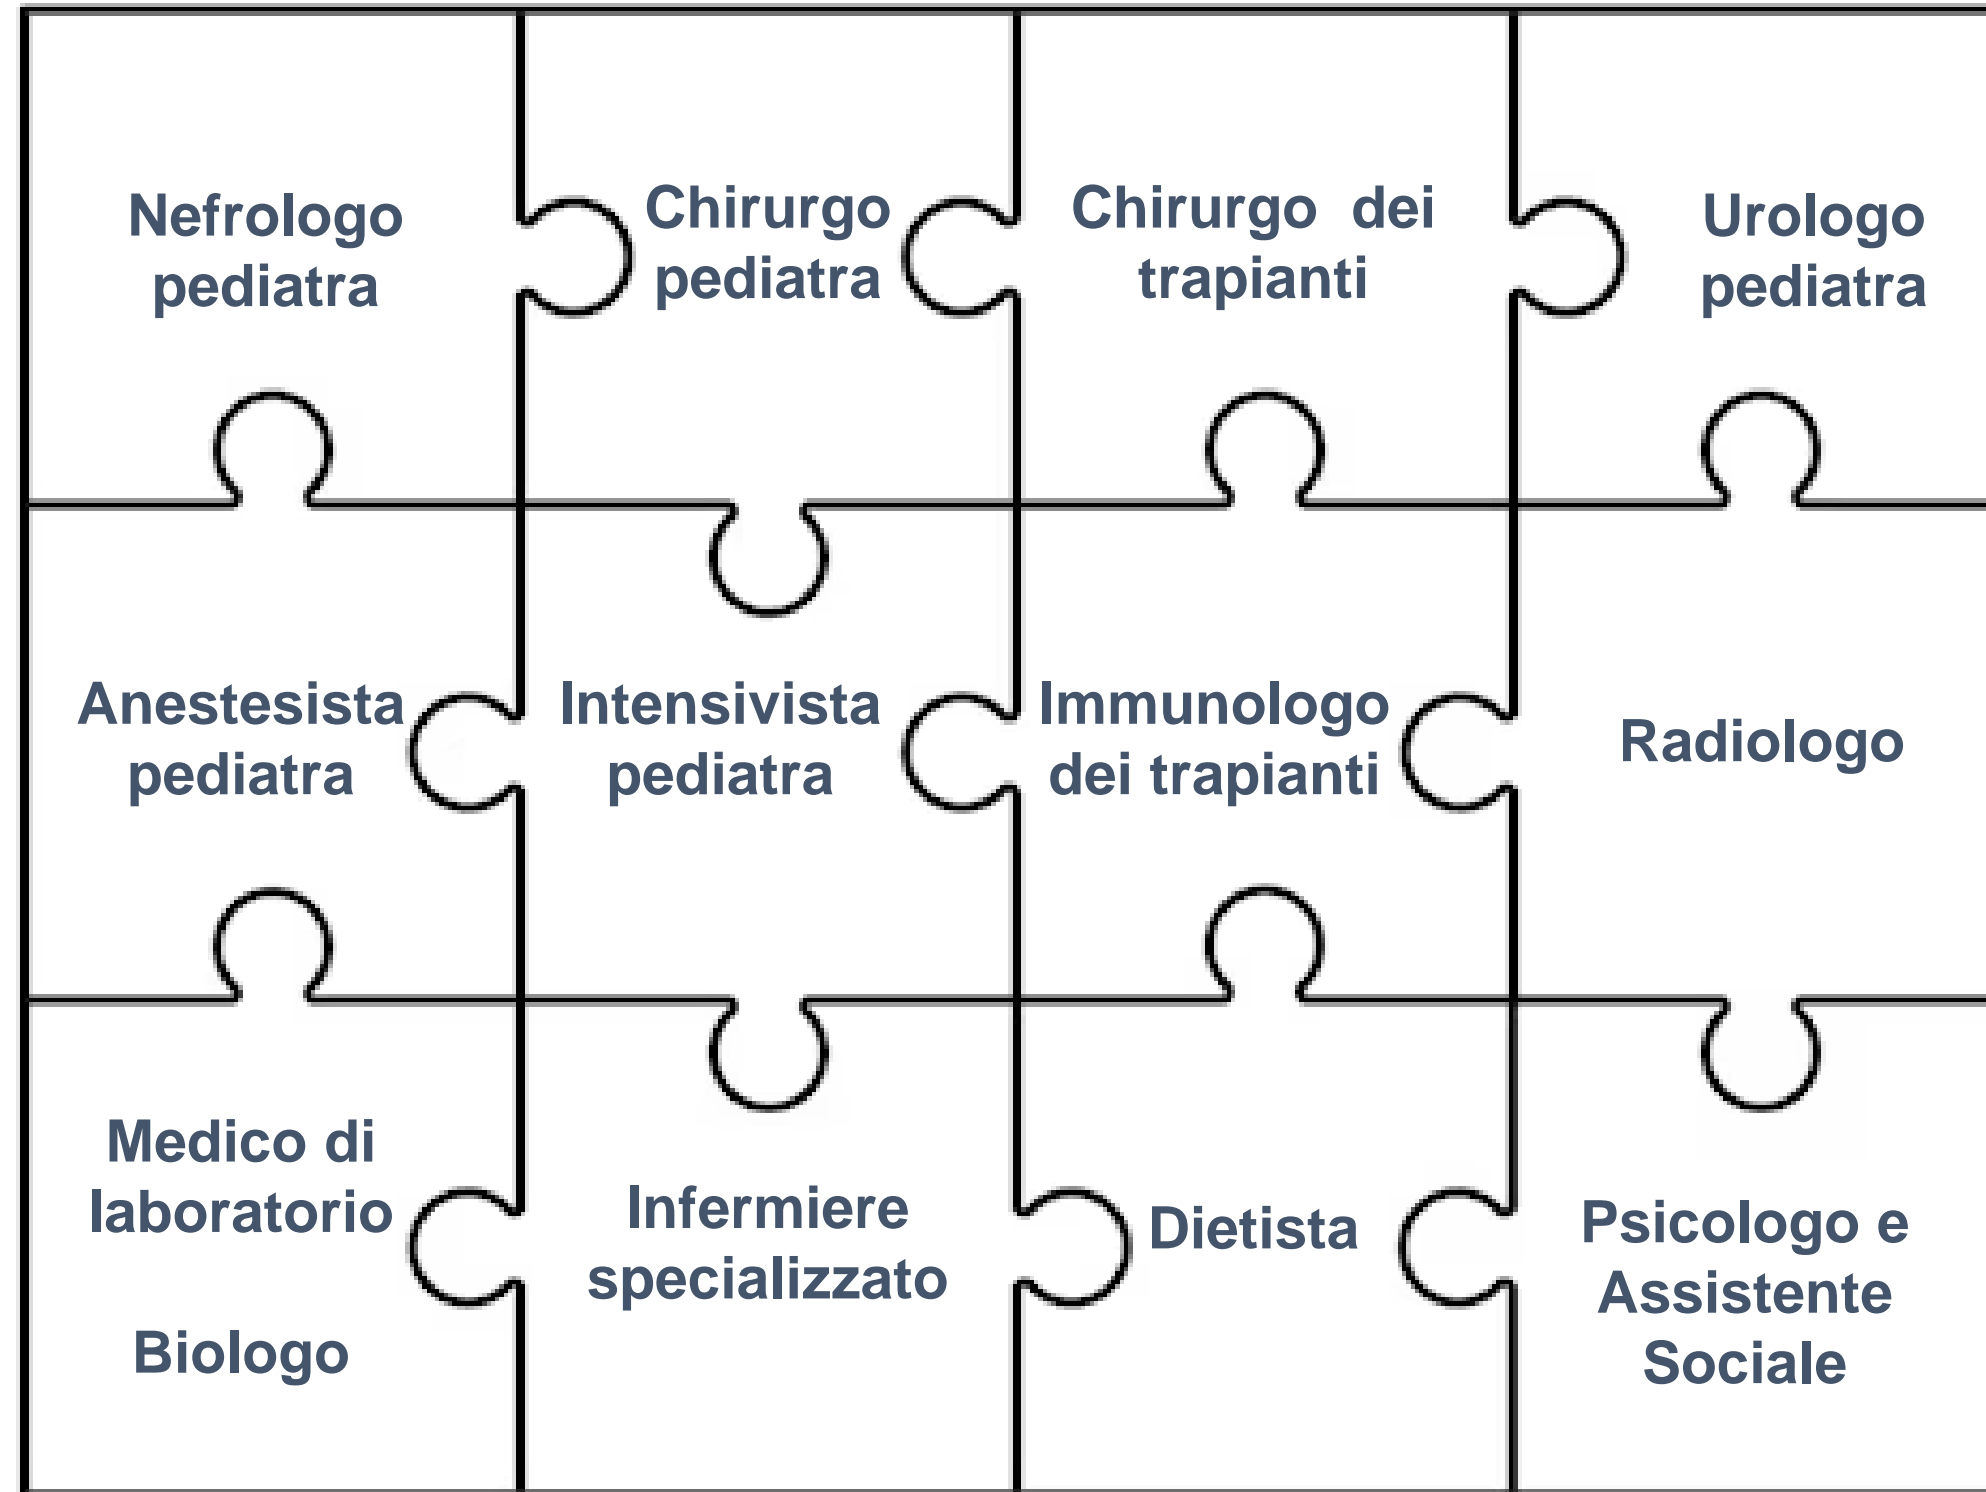 Nefrologo
pediatra
Chirurgo
pediatra
Chirurgo dei
trapianti
Urologo
pediatra
Anestesista
pediatra
Intensivista
pediatra
Immunologo
dei trapianti
Radiologo
Medico di
laboratorio
Biologo
Infermiere
specializzato
Dietista
Psicologo e
Assistente
Sociale